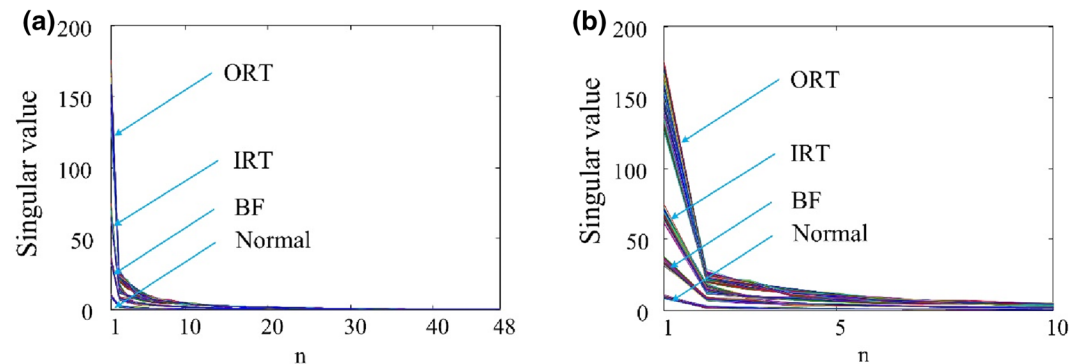 (a)
200
150
100
50
0
Singular value
ORT
IRT
BF
Normal
1
10
20
30
40
48
n
(b)
200
150
100
50
0
Singular value
ORT
IRT
BF
Normal
1
5
10
n